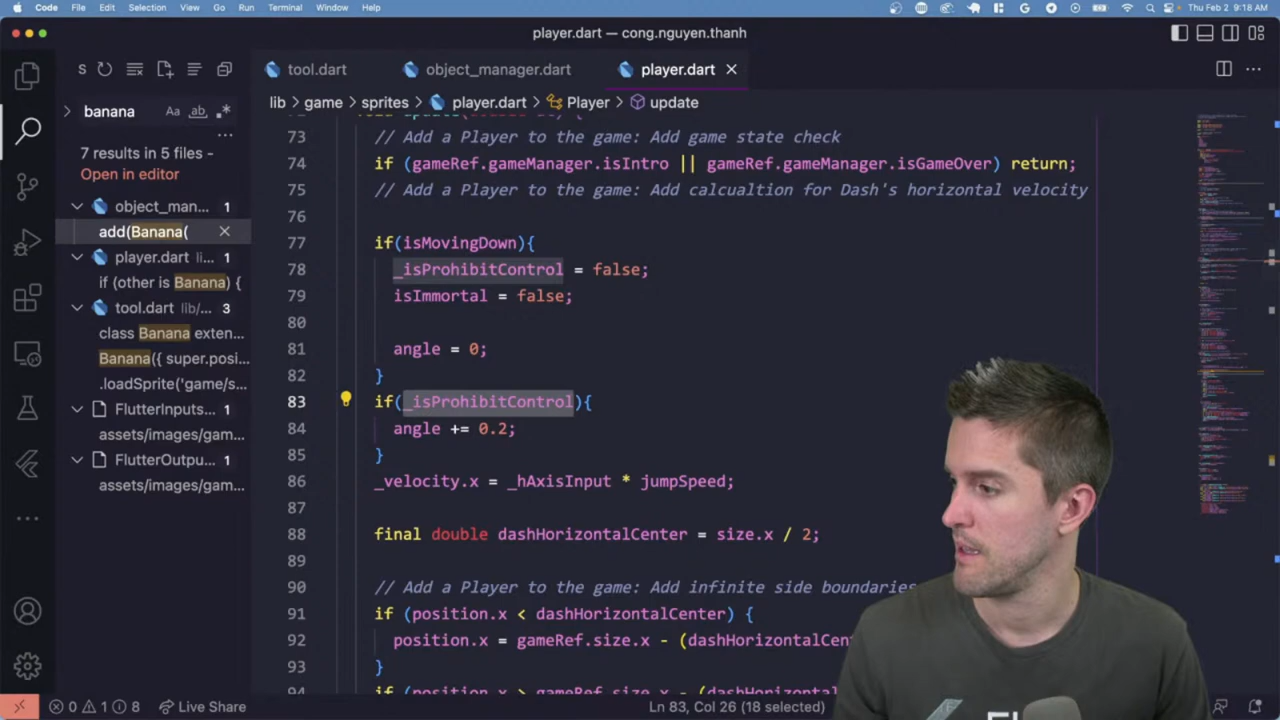 Code File Edit Selection View Go Run Terminal Window Help
Thu Feb 2 9:18 AM
player.dart — cong.nguyen.thanh
S
tool.dart
object_manager.dart
player.dart
banana
Aa ab
lib > game > sprites > player.dart > Player > update
7 results in 5 files -
Open in editor
object_man... 1
add(Banana(
player.dart li... 1
if (other is Banana) {
tool.dart lib/... 3
class Banana exten...
Banana({ super.posi...
.loadSprite('game/s...
FlutterInputs... 1
assets/images/gam...
FlutterOutpu... 1
assets/images/gam...
73 // Add a Player to the game: Add game state check
74 if (gameRef.gameManager.isIntro || gameRef.gameManager.isGameOver) return;
75 // Add a Player to the game: Add calcualtion for Dash's horizontal velocity
76
77 if(isMovingDown){
78 _isProhibitControl = false;
79 isImmortal = false;
80
81 angle = 0;
82 }
83 if(_isProhibitControl){
84 angle += 0.2;
85 }
86 _velocity.x = _hAxisInput * jumpSpeed;
87
88 final double dashHorizontalCenter = size.x / 2;
89
90 // Add a Player to the game: Add infinite side boundaries
91 if (position.x < dashHorizontalCenter) {
92 position.x = gameRef.size.x - (dashHorizontalCent
93 }
94 if (position.x > gameRef.size.x - (dashHorizontal
0 1 8 Live Share
Ln 83, Col 26 (18 selected)